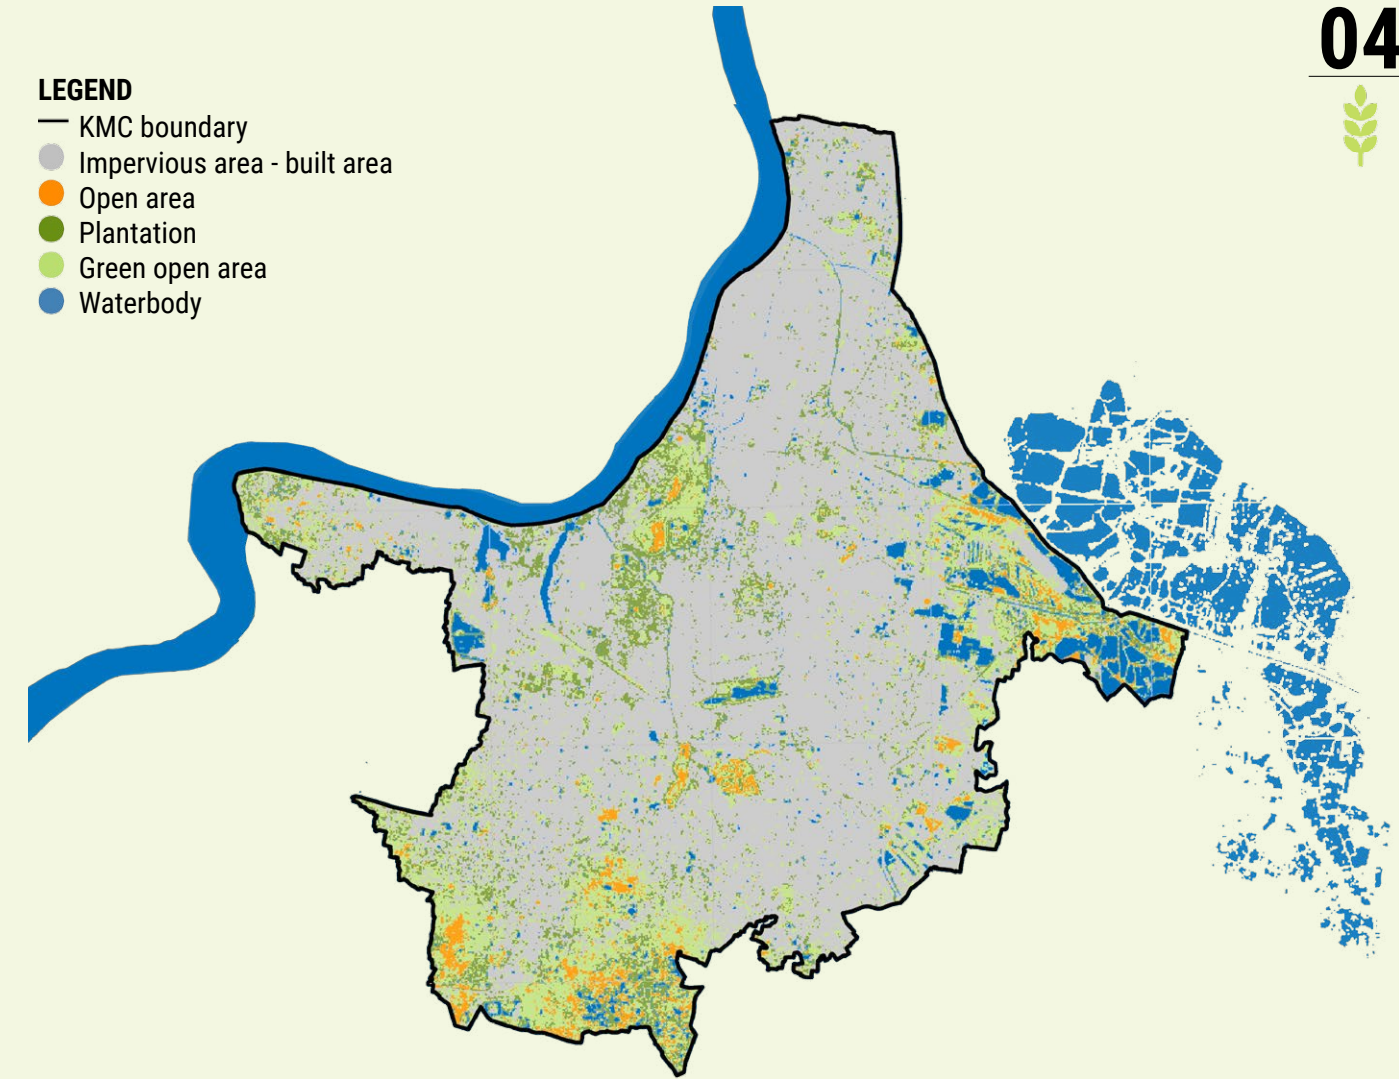 04
LEGEND
KMC boundary
Impervious area - built area
Open area
Plantation
Green open area
Waterbody